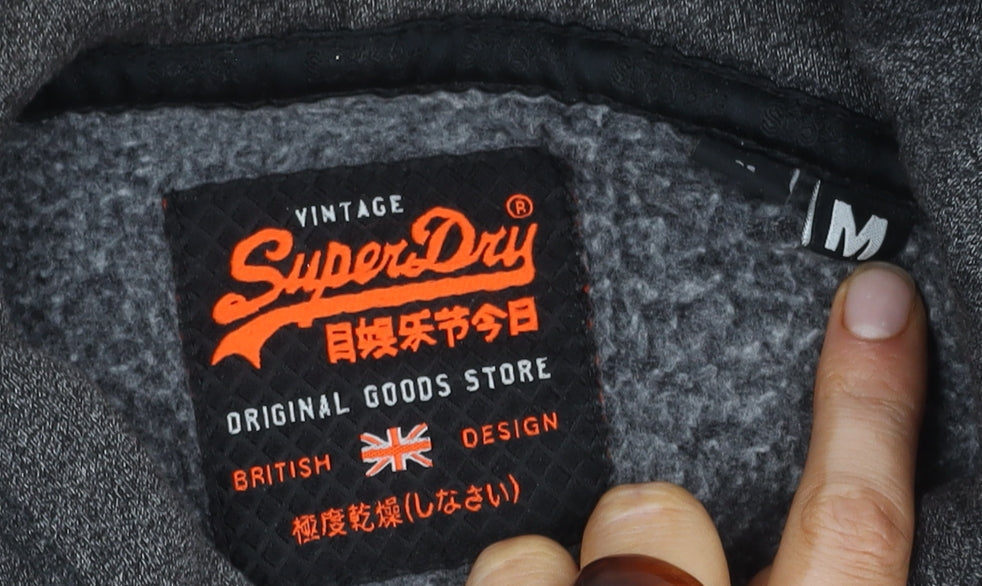 VINTAGE
SuperDry®
目娱乐节今日
ORIGINAL GOODS STORE
BRITISH DESIGN
極度乾燥(しなさい)
M